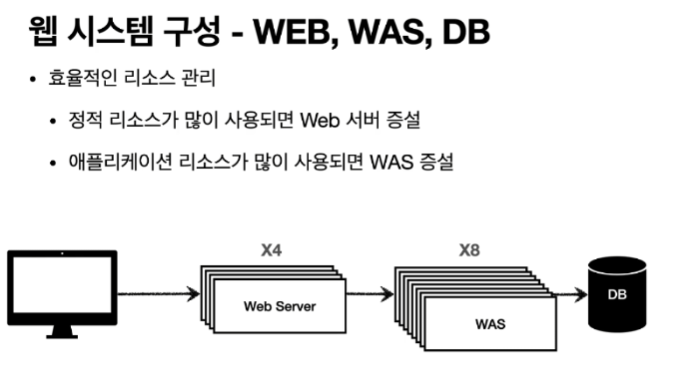 웹 시스템 구성 - WEB, WAS, DB
• 효율적인 리소스 관리
• 정적 리소스가 많이 사용되면 Web 서버 증설
• 애플리케이션 리소스가 많이 사용되면 WAS 증설
X4
X8
Web Server
WAS
DB